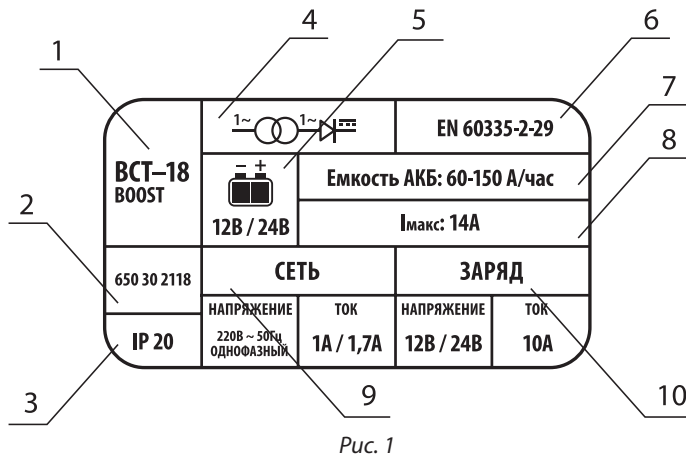 4
5
6
1
7
8
1~ 1~
EN 60335-2-29
ВСТ–18
BOOST
– +
12В / 24В
Емкость АКБ: 60-150 А/час
Iмакс: 14А
2
650 30 2118
СЕТЬ
ЗАРЯД
IP 20
НАПРЯЖЕНИЕ
220В ~ 50Гц
ОДНОФАЗНЫЙ
ТОК
1А / 1,7А
НАПРЯЖЕНИЕ
12В / 24В
ТОК
10А
3
9
10
Рис. 1